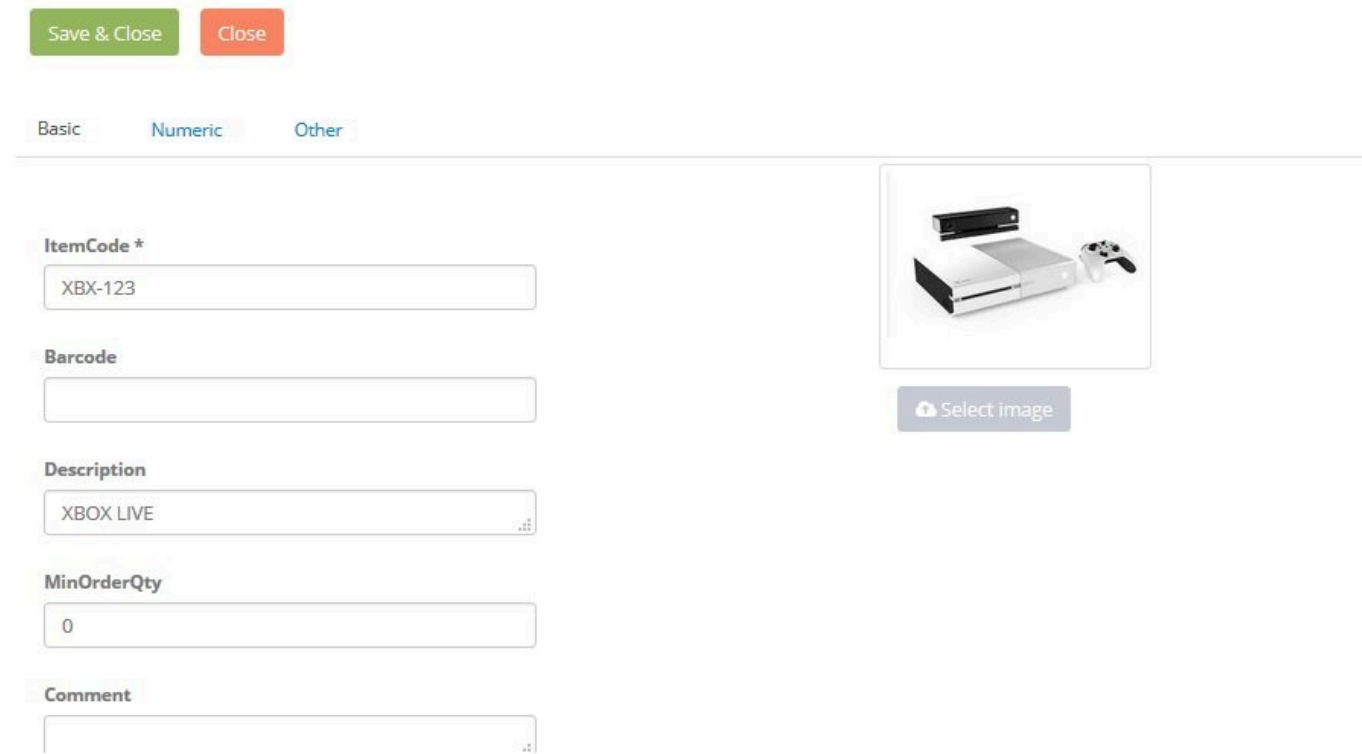 Save & Close
Close
Basic
Numeric
Other
ItemCode *
XBX-123
Barcode
Select image
Description
XBOX LIVE
MinOrderQty
0
Comment